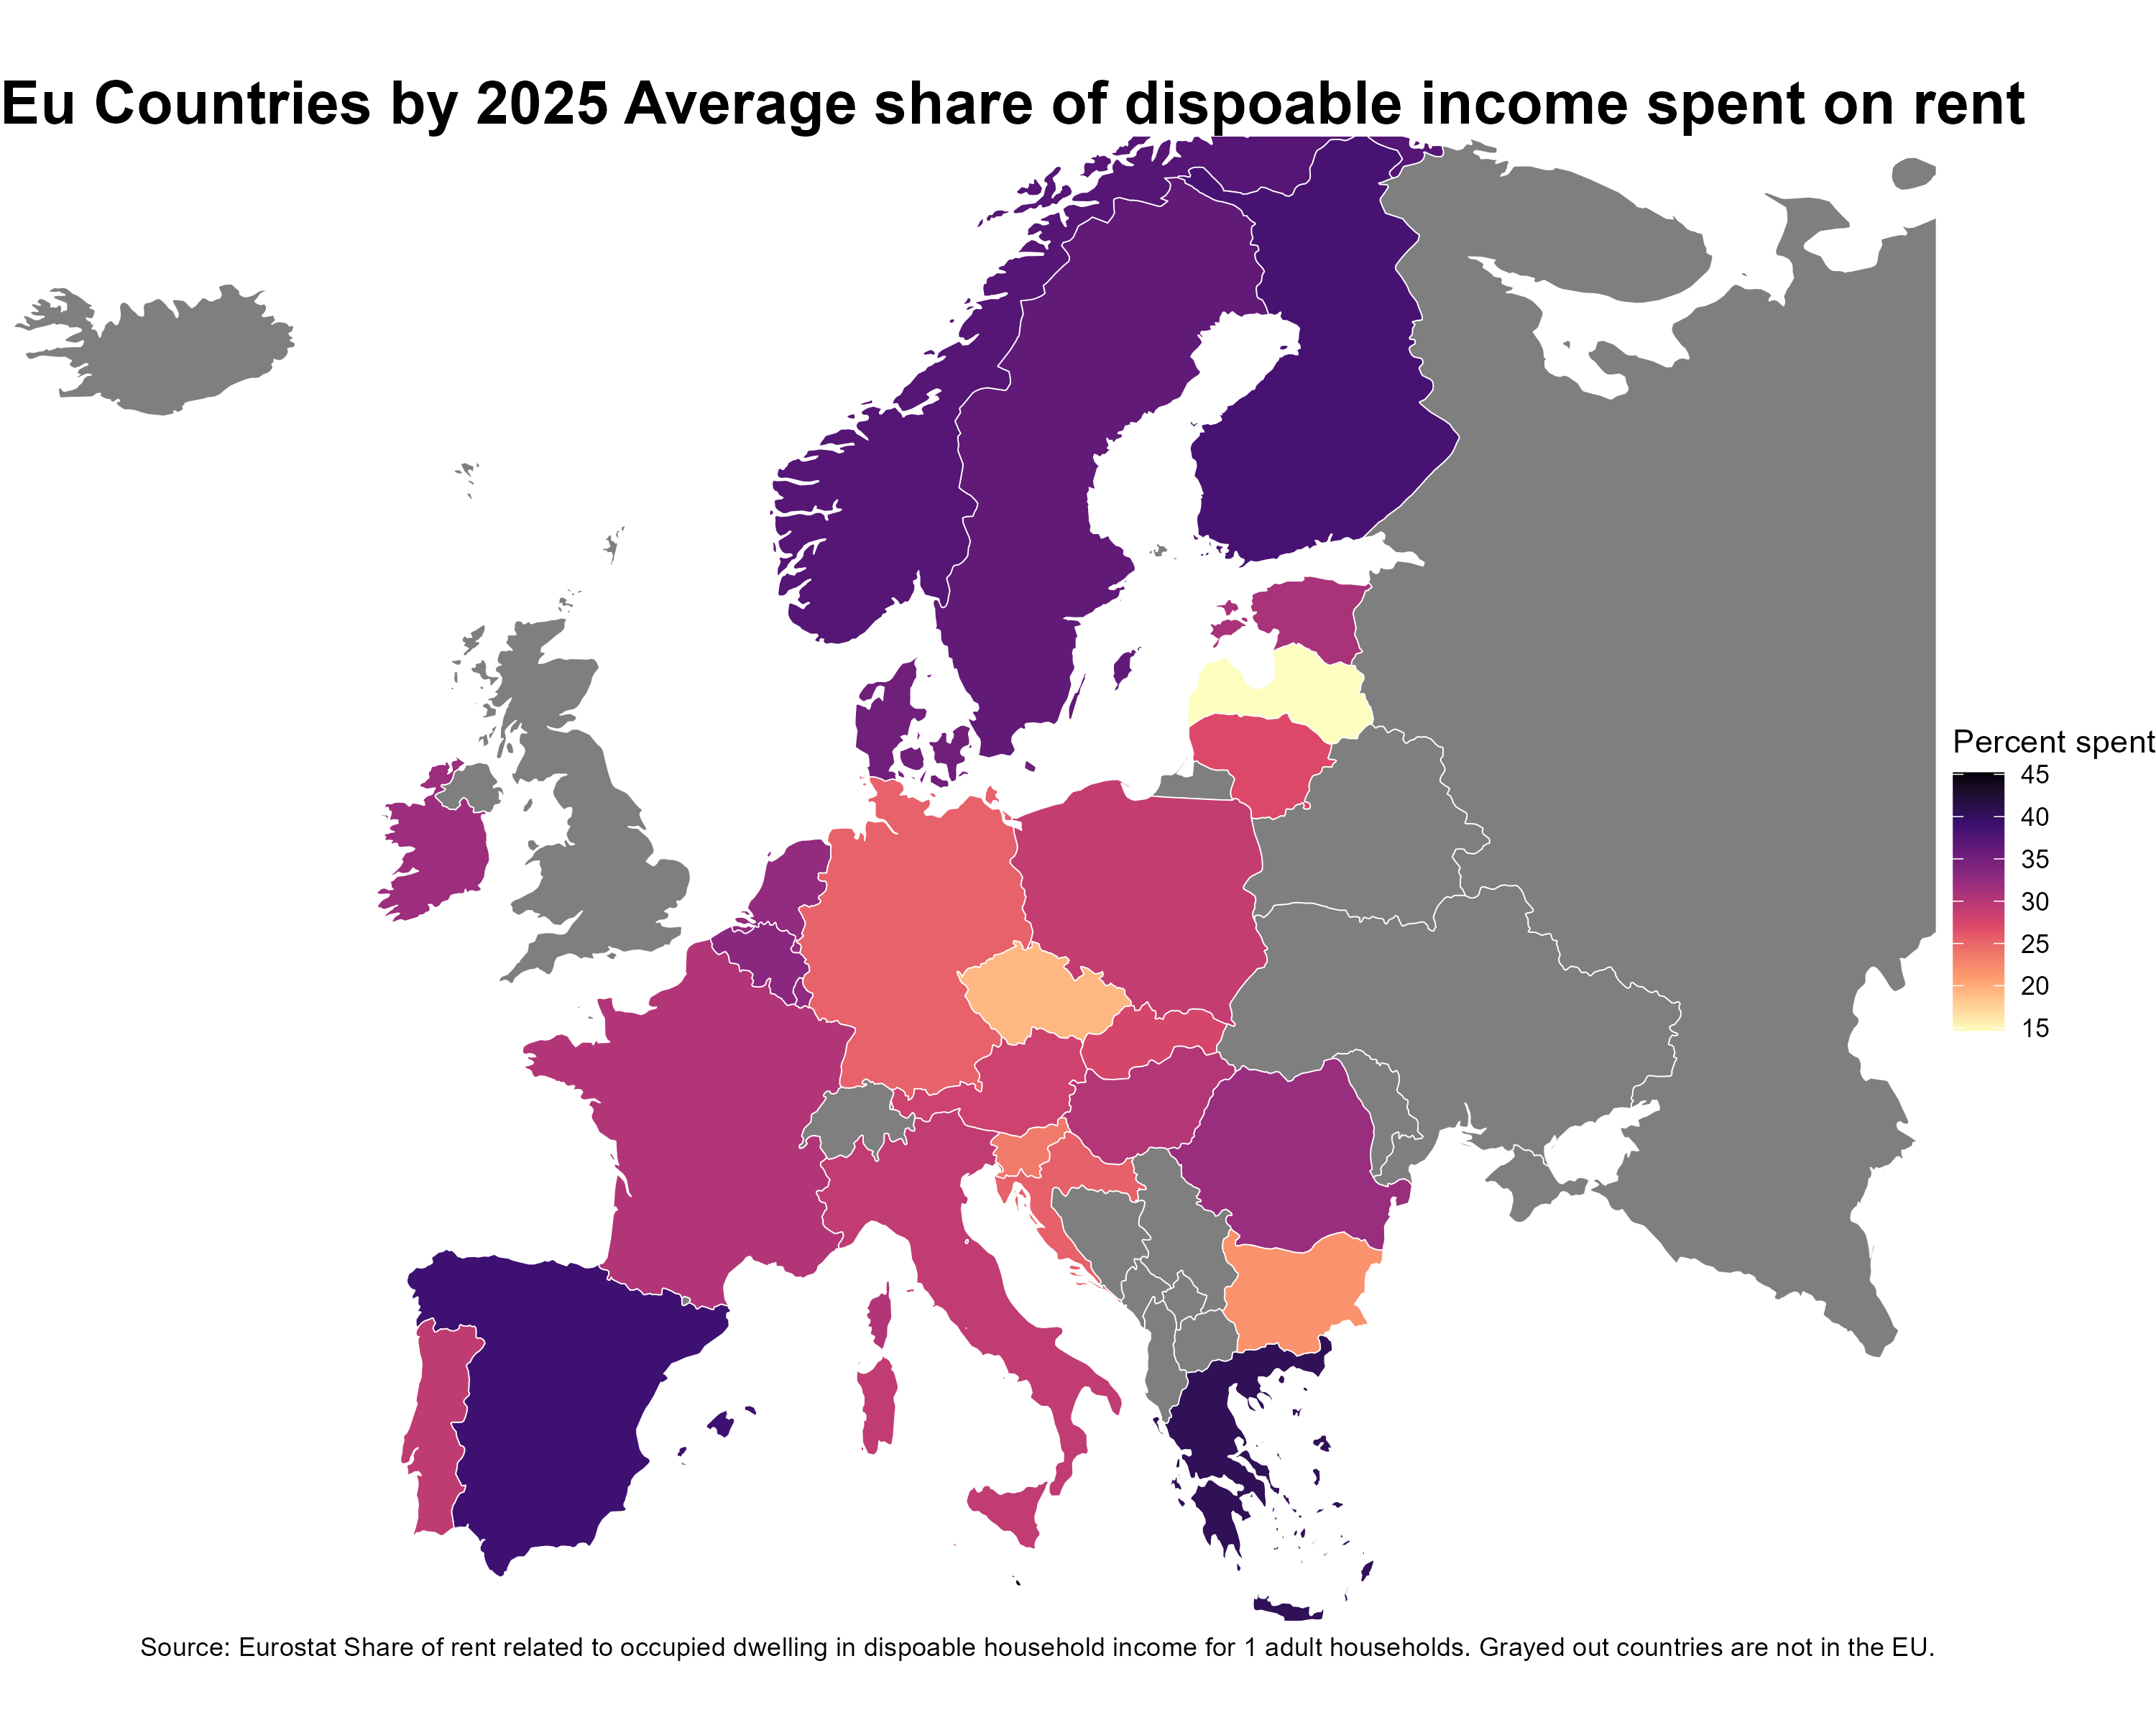 Eu Countries by 2025 Average share of dispoable income spent on rent
Percent spent
45
40
35
30
25
20
15
Source: Eurostat Share of rent related to occupied dwelling in dispoable household income for 1 adult households. Grayed out countries are not in the EU.